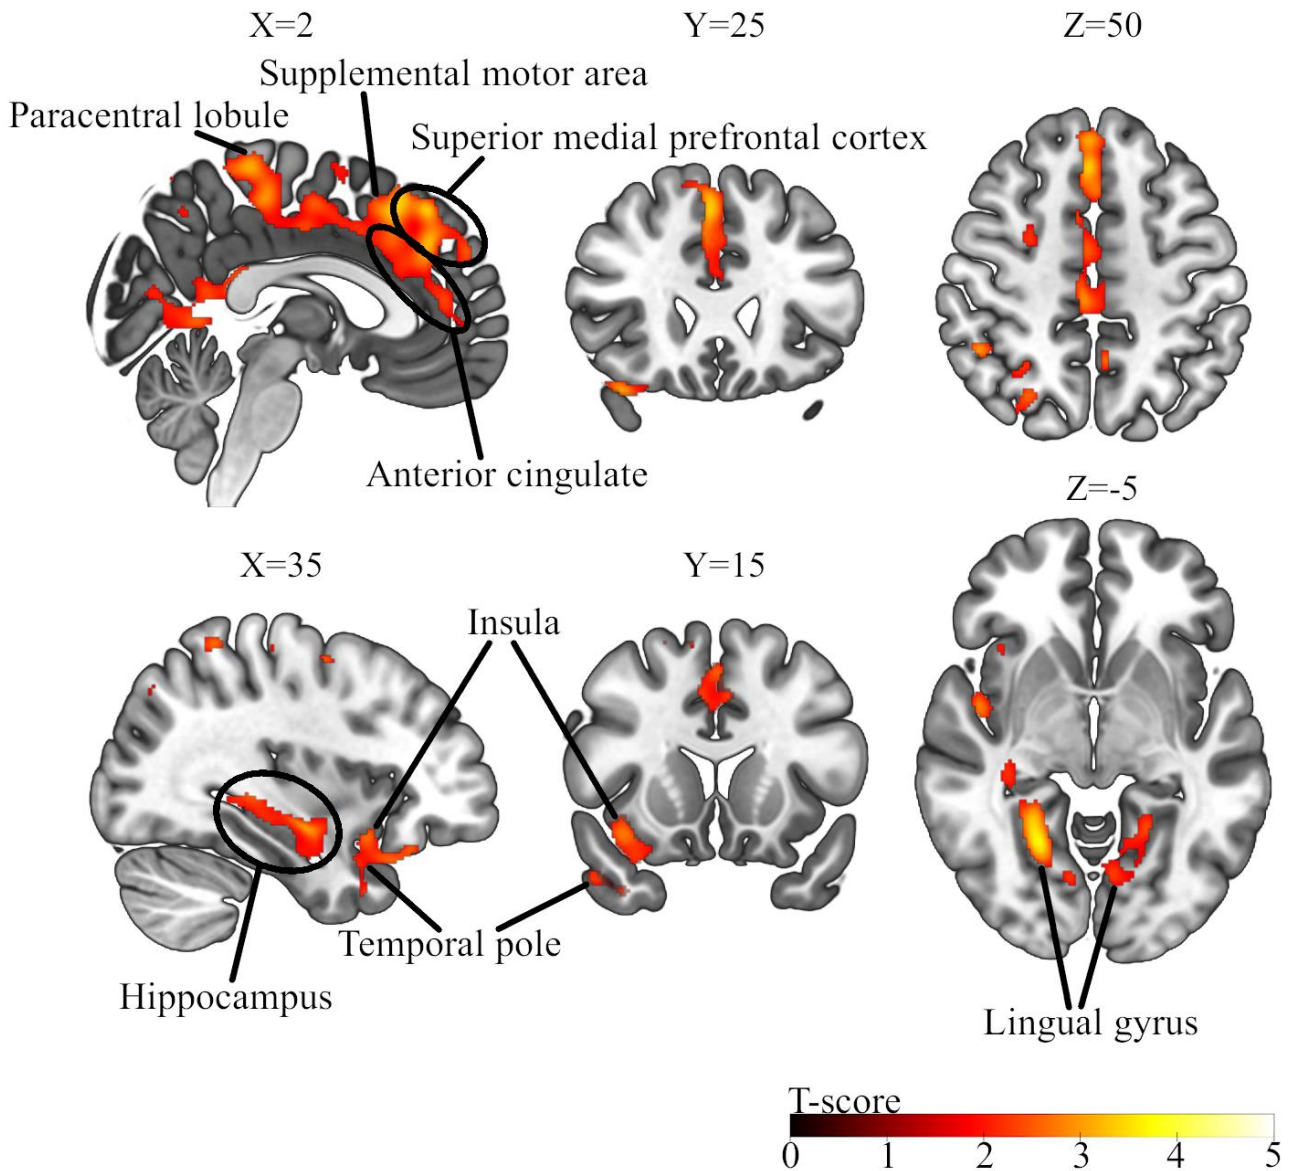 X=2
Y=25
Z=50
Supplemental motor area
Paracentral lobule
Superior medial prefrontal cortex
Anterior cingulate
Z=-5
X=35
Y=15
Insula
Temporal pole
Hippocampus
Lingual gyrus
T-score
0 1 2 3 4 5